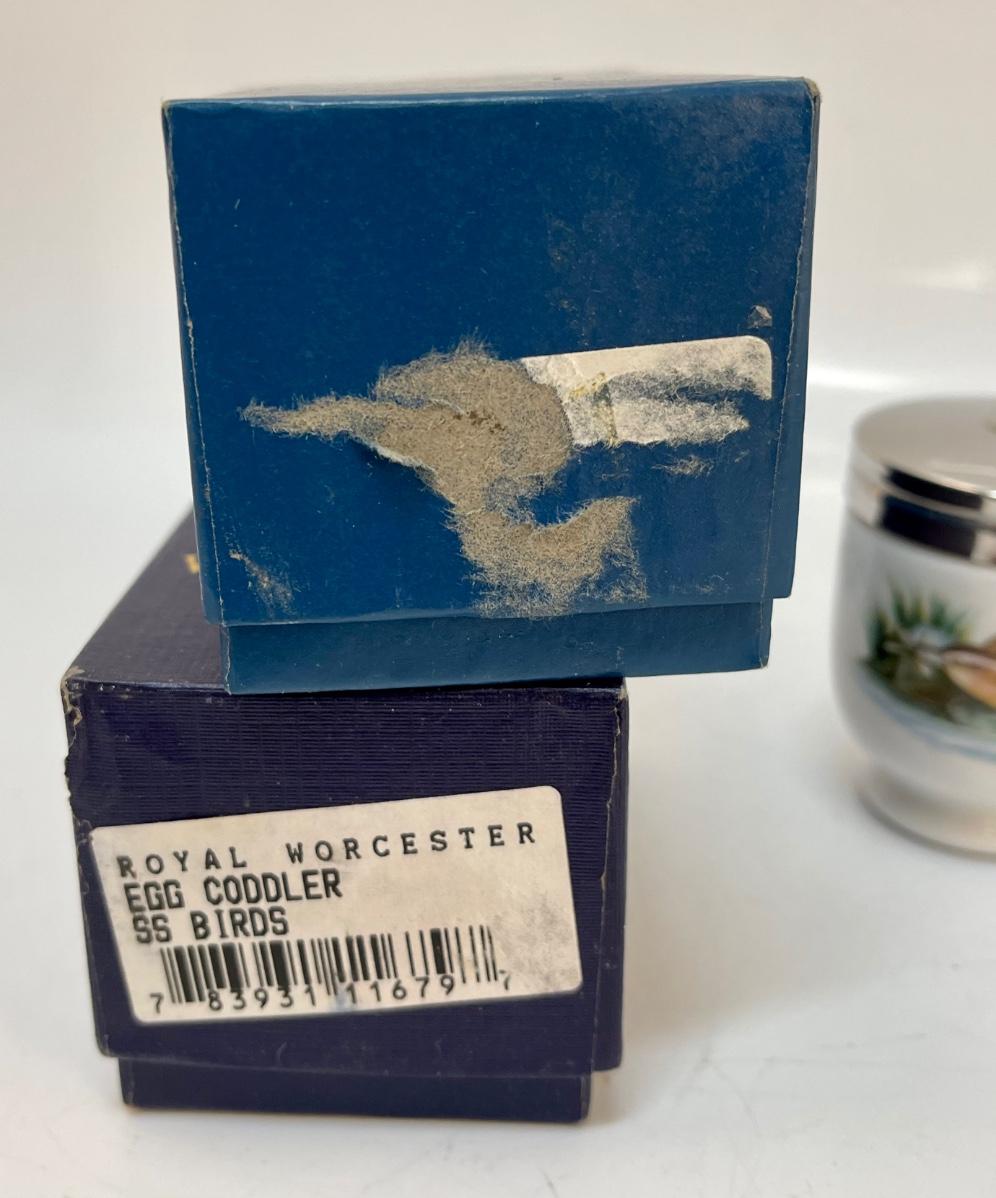 ROYAL WORCESTER
EGG CODDLER
SS BIRDS
7 83931 11679 7